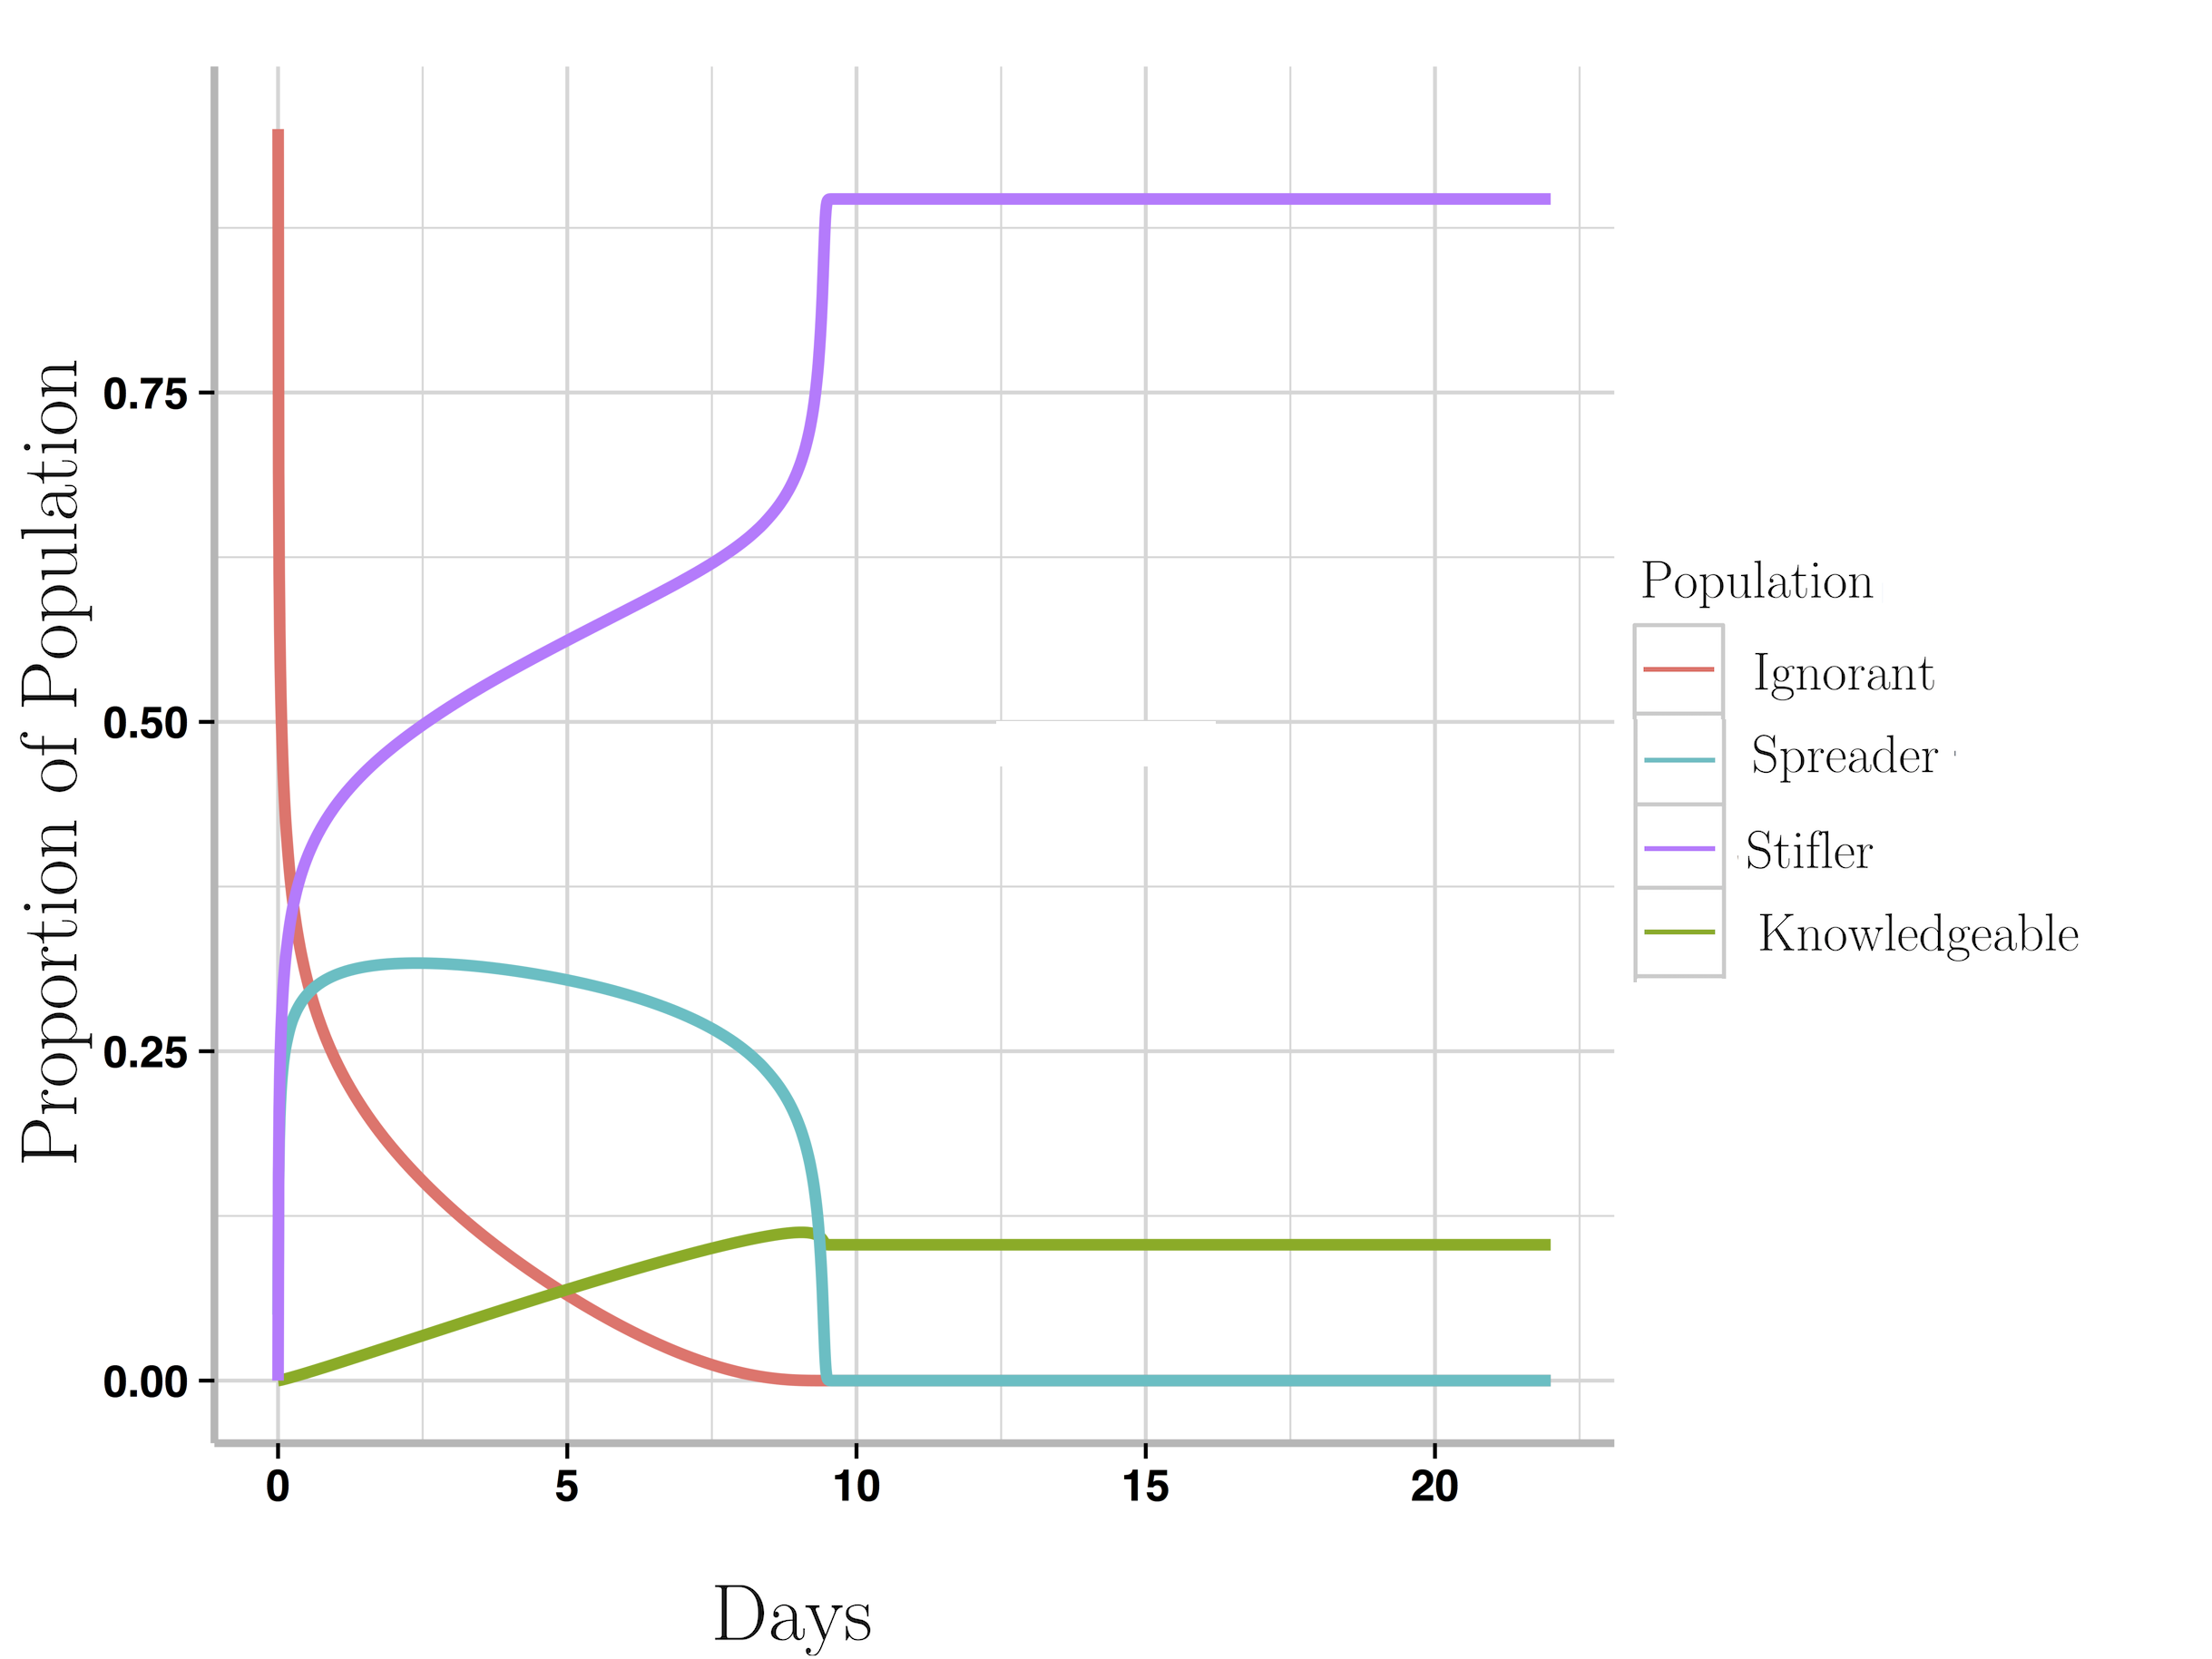 Proportion of Population
0.75
0.50
0.25
0.00
0 5 10 15 20
Days
Population
Ignorant
Spreader
Stifler
Knowledgeable